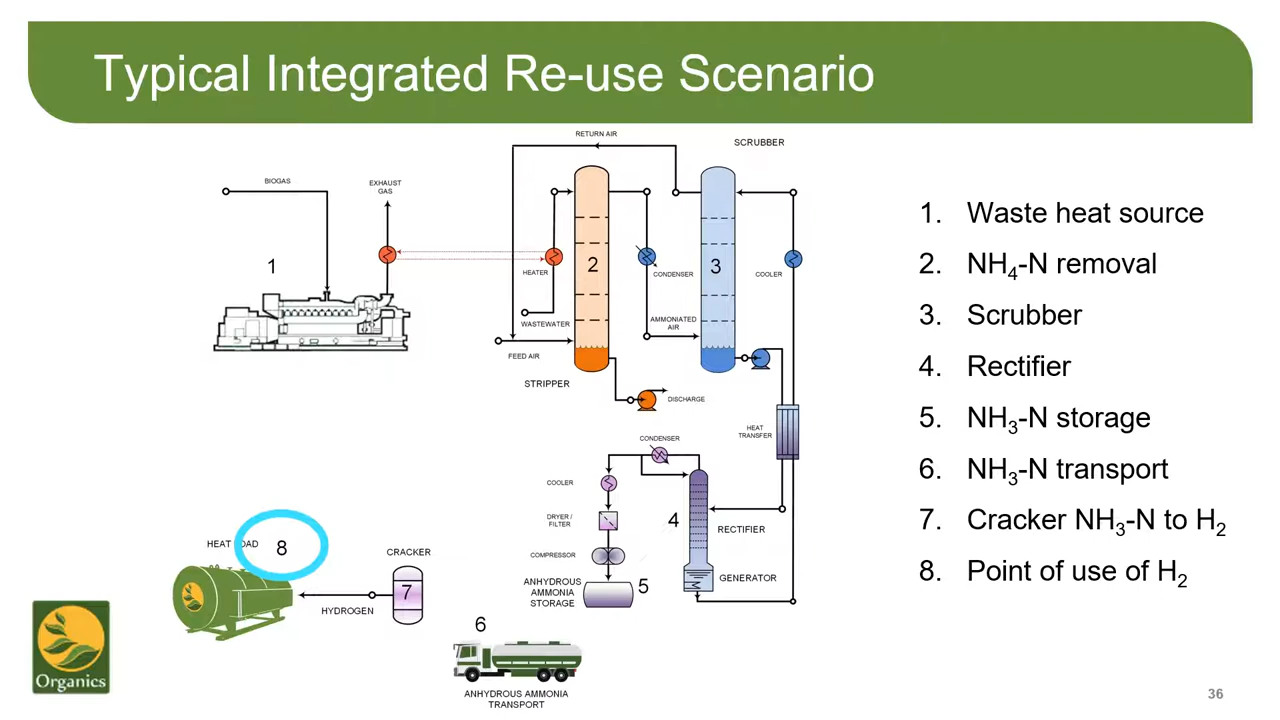 Typical Integrated Re-use Scenario
RETURN AIR
SCRUBBER
BIOGAS
EXHAUST
GAS
1
2
3
HEATER
CONDENSER
COOLER
WASTEWATER
AMMONIATED
AIR
FEED AIR
STRIPPER
DISCHARGE
HEAT
TRANSFER
CONDENSER
COOLER
DRYER /
FILTER
4
RECTIFIER
COMPRESSOR
GENERATOR
ANHYDROUS
AMMONIA
STORAGE
5
HEAT LOAD
8
CRACKER
7
HYDROGEN
6
ANHYDROUS AMMONIA
TRANSPORT
1. Waste heat source
2. NH4-N removal
3. Scrubber
4. Rectifier
5. NH3-N storage
6. NH3-N transport
7. Cracker NH3-N to H2
8. Point of use of H2
Organics
36